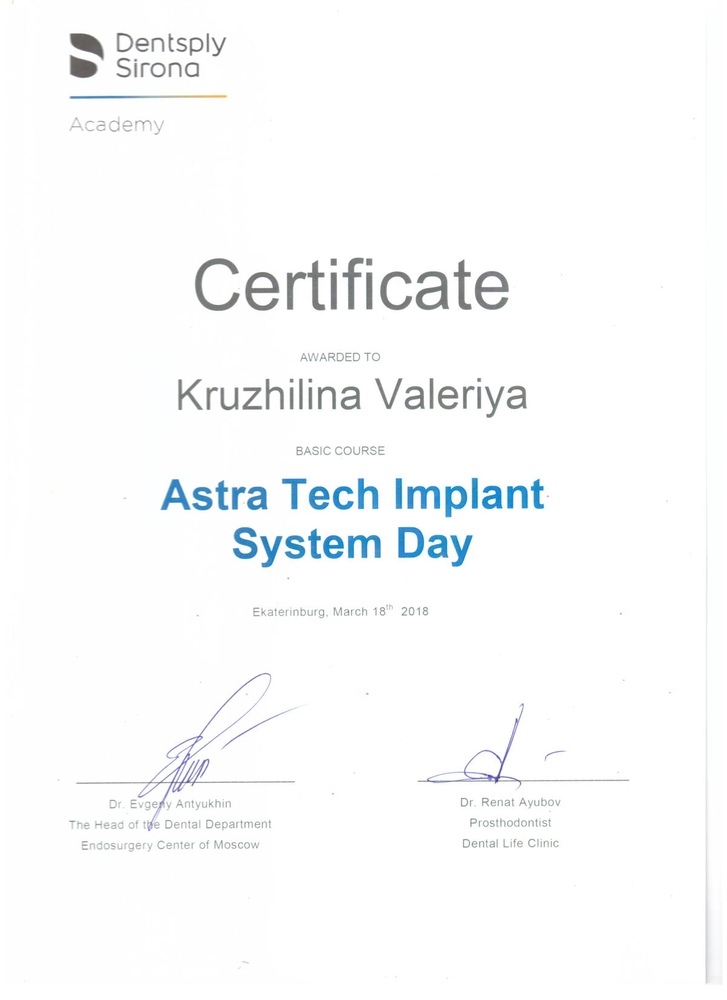 Dentsply
Sirona
Academy
Certificate
AWARDED TO
Kruzhilina Valeriya
BASIC COURSE
Astra Tech Implant
System Day
Ekaterinburg, March 18th 2018
Dr. Evgeny Antyukhin
The Head of the Dental Department
Endosurgery Center of Moscow
Dr. Renat Ayubov
Prosthodontist
Dental Life Clinic